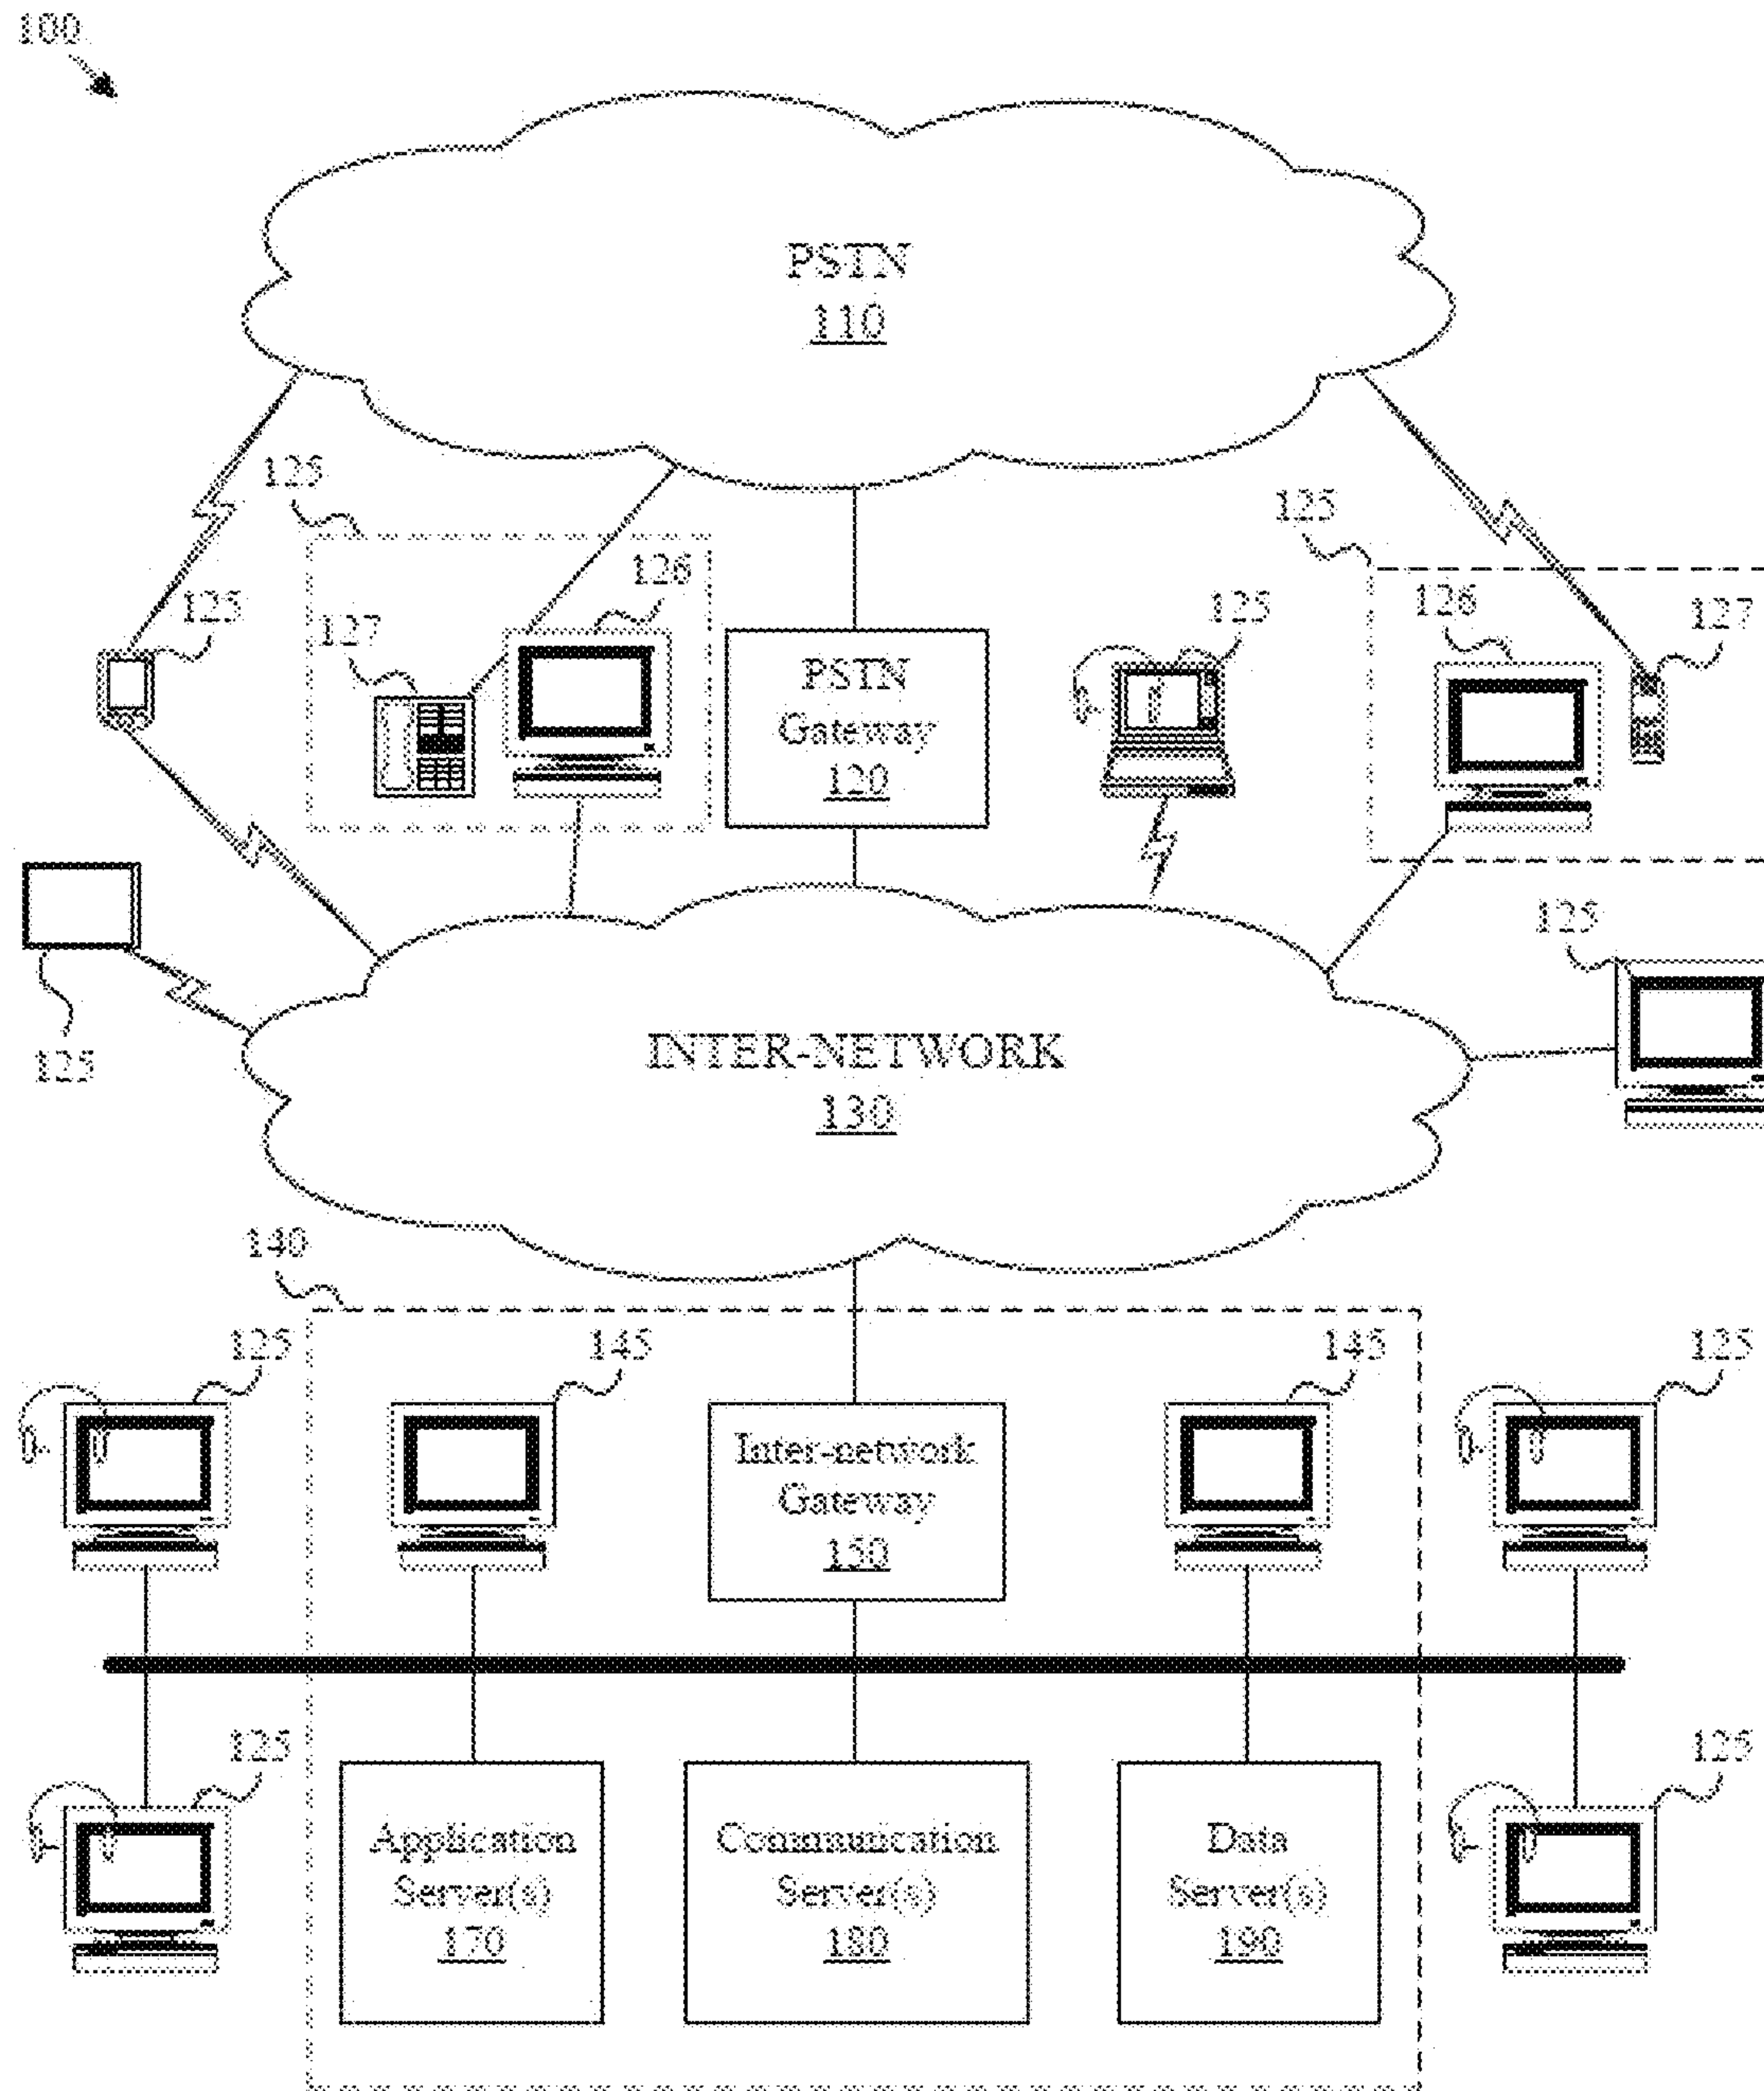 100
PSTN
110
125
125
126
125
125
126
127
127
PSTN
Gateway
120
125
125
INTER-NETWORK
130
140
125
145
145
125
Inter-network
Gateway
150
125
125
Application
Server(s)
170
Communication
Server(s)
180
Data
Server(s)
190